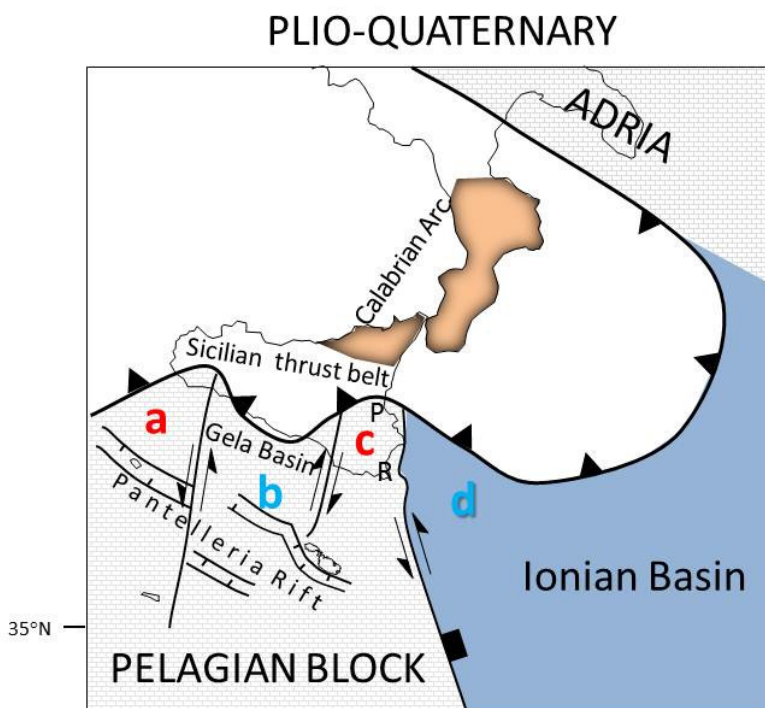 PLIO-QUATERNARY
ADRIA
Calabrian Arc
Sicilian thrust belt
a
P
c
Gela Basin
R
b
d
Pantelleria Rift
Ionian Basin
35°N
PELAGIAN BLOCK